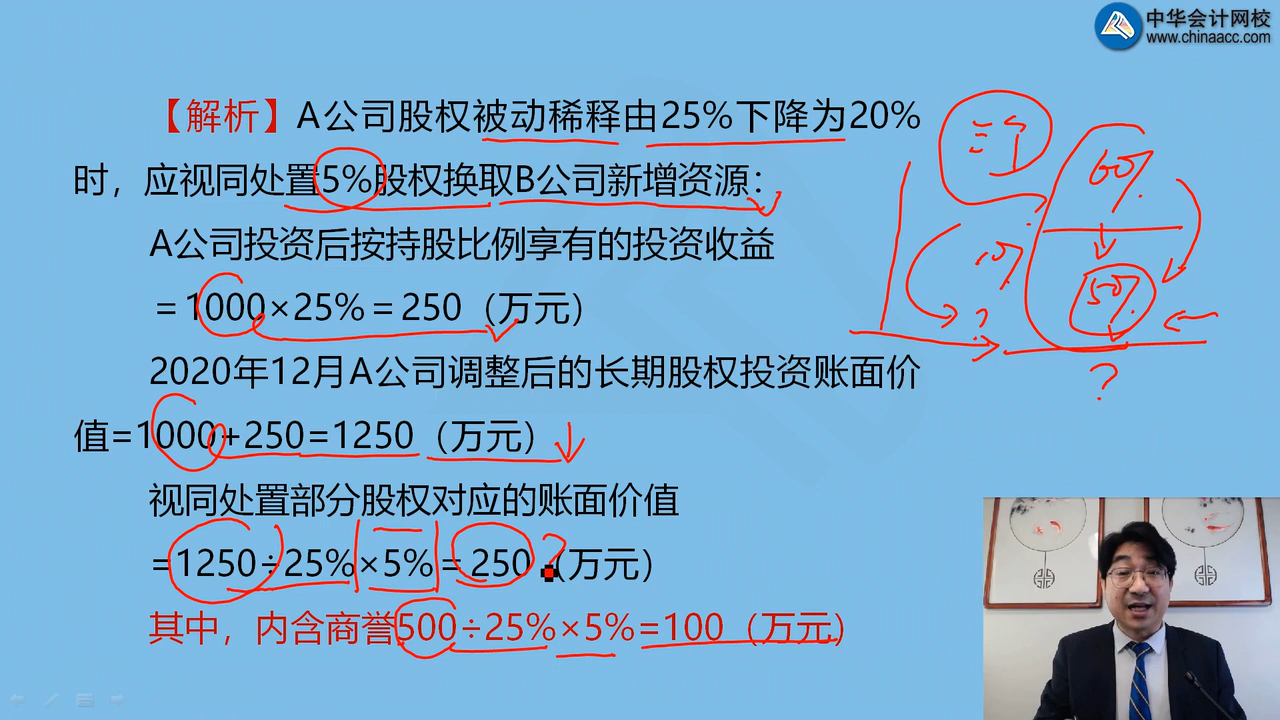 中华会计网校
www.chinaacc.com
【解析】A公司股权被动稀释由25%下降为20%
时，应视同处置5%股权换取B公司新增资源：
A公司投资后按持股比例享有的投资收益
＝1000×25%＝250（万元）
2020年12月A公司调整后的长期股权投资账面价
值=1000+250=1250（万元）
视同处置部分股权对应的账面价值
=1250÷25%×5%＝250（万元）
其中，内含商誉500÷25%×5%=100（万元）
三个
60%
10%
50%
?
?
?